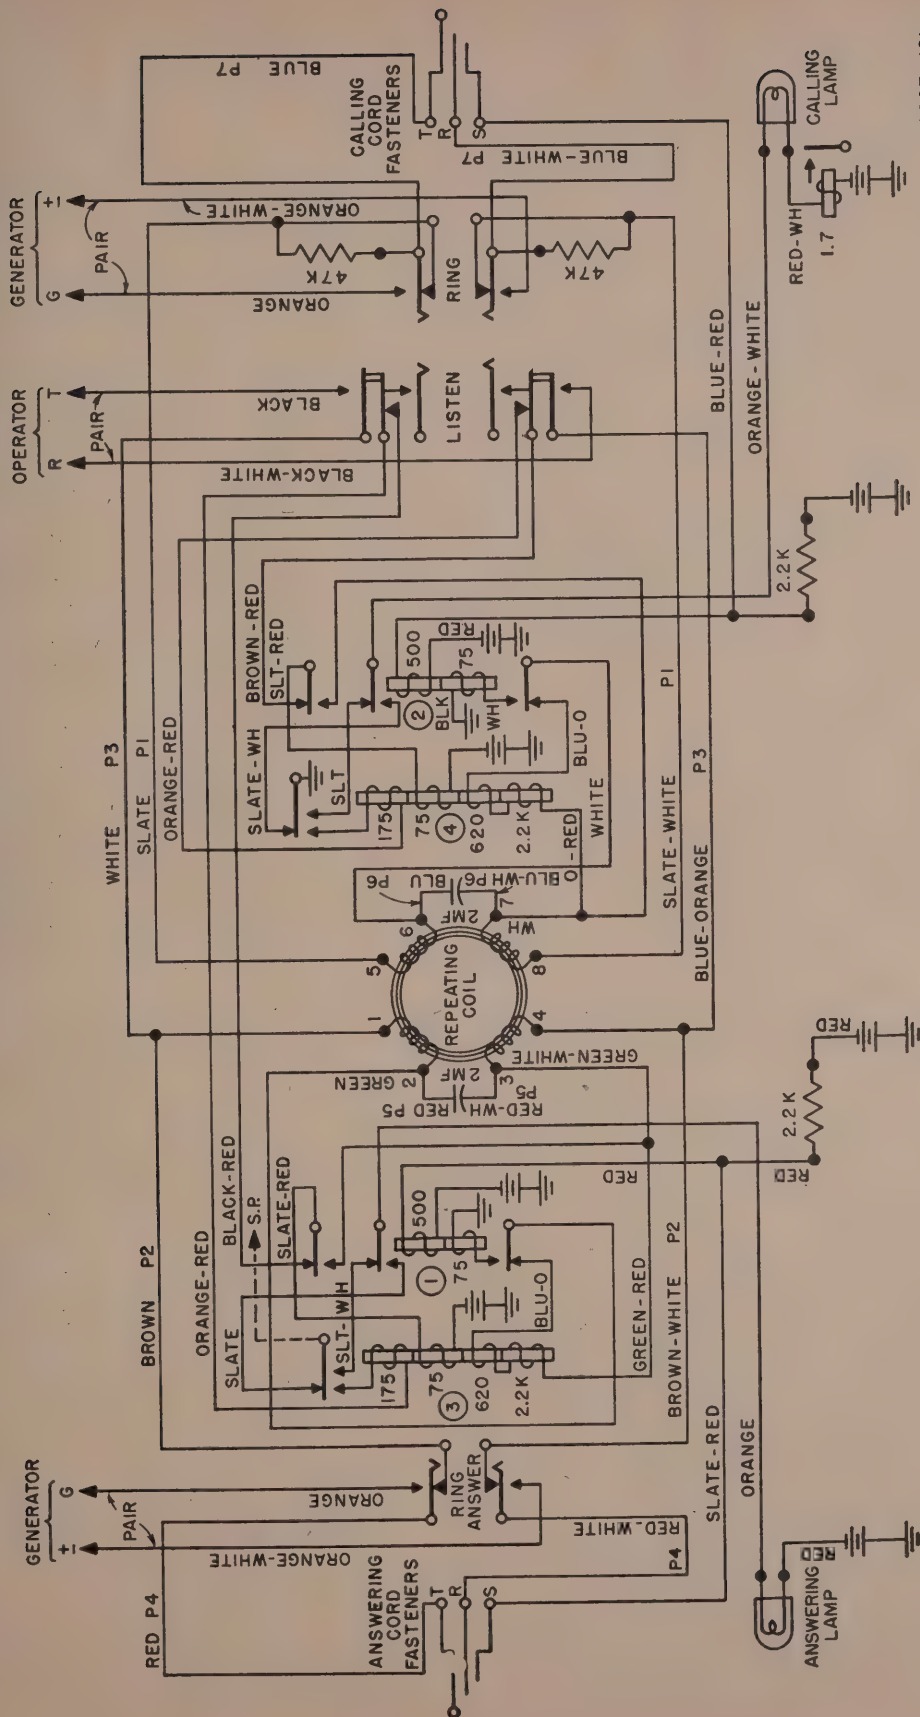 GENERATOR
+1 G
PAIR
ORANGE
ORANGE-WHITE
RED P4
ANSWERING
CORD
FASTENERS
T
R
S
RING
ANSWER
RED-WHITE
P4
BROWN P2
ORANGE-RED
BLACK-RED
S.P.
SLATE
SLATE-RED
SLT-WH
175
75
3
620
2.2K
1
500
75
BLU-O
GREEN-RED
BROWN-WHITE P2
SLATE-RED
ORANGE
RED
ANSWERING
LAMP
RED
RED
2.2K
RED
GREEN
RED P5
RED-WH
P5
2MF
GREEN-WHITE
REPEATING
COIL
1
2
3
4
5
6
7
8
P6
BLU
2MF
BLU-WH P6
WH
WHITE - P3
SLATE P1
ORANGE-RED
SLATE-WH
BROWN-RED
SLT-RED
SLT
175
75
4
620
2.2K
2
500
RED
BLK
75
WH
BLU-O
O-RED
WHITE
SLATE-WHITE P1
BLUE-ORANGE P3
OPERATOR
R T
PAIR
BLACK
BLACK-WHITE
LISTEN
GENERATOR
G +1
PAIR
ORANGE
ORANGE-WHITE
47K
RING
47K
BLUE P7
CALLING
CORD
FASTENERS
T
R
S
BLUE-WHITE P7
BLUE-RED
ORANGE-WHITE
2.2K
RED-WH
1.7
CALLING
LAMP